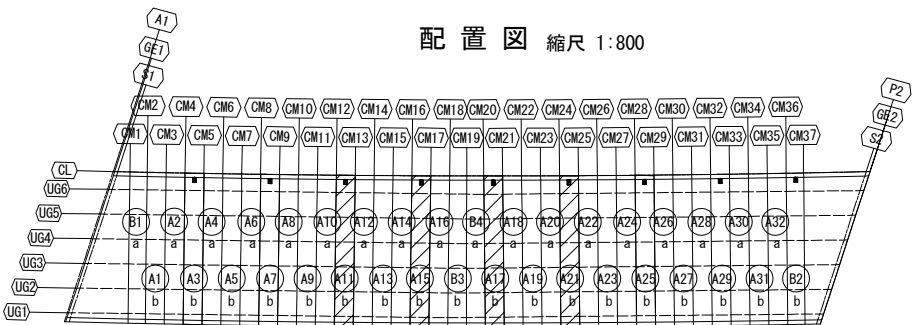 配置図 縮尺 1:800
A1
GE1
S1
P2
GE2
S2
CM2 CM4 CM6 CM8 CM10 CM12 CM14 CM16 CM18 CM20 CM22 CM24 CM26 CM28 CM30 CM32 CM34 CM36
CM1 CM3 CM5 CM7 CM9 CM11 CM13 CM15 CM17 CM19 CM21 CM23 CM25 CM27 CM29 CM31 CM33 CM35 CM37
CL
UG6
UG5
B1 A2 A4 A6 A8 A10 A12 A14 A16 B4 A18 A20 A22 A24 A26 A28 A30 A32
UG4
a a a a a a a a a a a a a a a a a a
UG3
UG2
A1 A3 A5 A7 A9 A11 A13 A15 B3 A17 A19 A21 A23 A25 A27 A29 A31 B2
b b b b b b b b b b b b b b b b b b
UG1